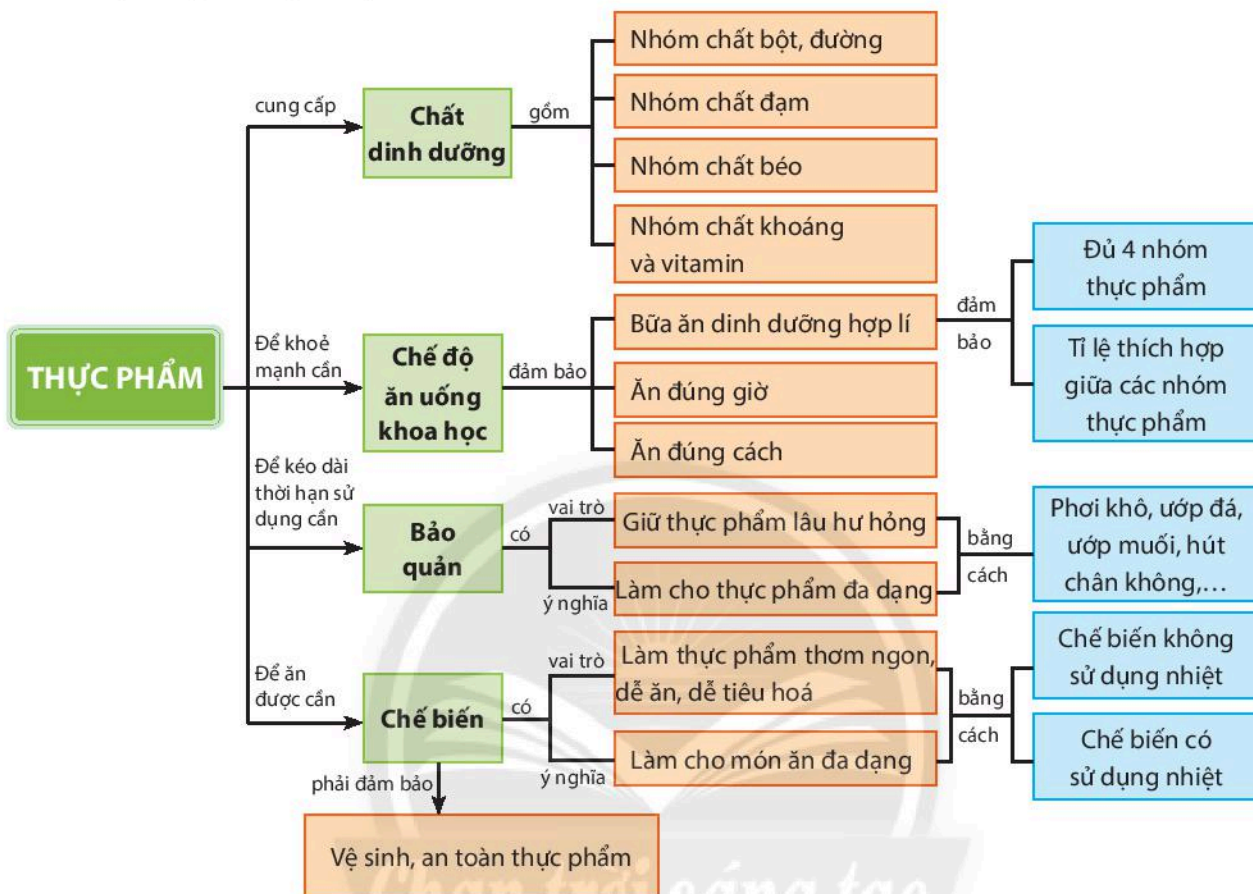 THỰC PHẨM
cung cấp
Chất
dinh dưỡng
gồm
Nhóm chất bột, đường
Nhóm chất đạm
Nhóm chất béo
Nhóm chất khoáng
và vitamin
Để khoẻ
mạnh cần
Chế độ
ăn uống
khoa học
đảm bảo
Bữa ăn dinh dưỡng hợp lí
Ăn đúng giờ
Ăn đúng cách
đảm
bảo
Đủ 4 nhóm
thực phẩm
Tỉ lệ thích hợp
giữa các nhóm
thực phẩm
Để kéo dài
thời hạn sử
dụng cần
Bảo
quản
có
vai trò
Giữ thực phẩm lâu hư hỏng
ý nghĩa
Làm cho thực phẩm đa dạng
bằng
cách
Phơi khô, ướp đá,
ướp muối, hút
chân không,...
Để ăn
được cần
Chế biến
có
vai trò
Làm thực phẩm thơm ngon,
dễ ăn, dễ tiêu hoá
ý nghĩa
Làm cho món ăn đa dạng
bằng
cách
Chế biến không
sử dụng nhiệt
Chế biến có
sử dụng nhiệt
phải đảm bảo
Vệ sinh, an toàn thực phẩm
Chân trời sáng tạo